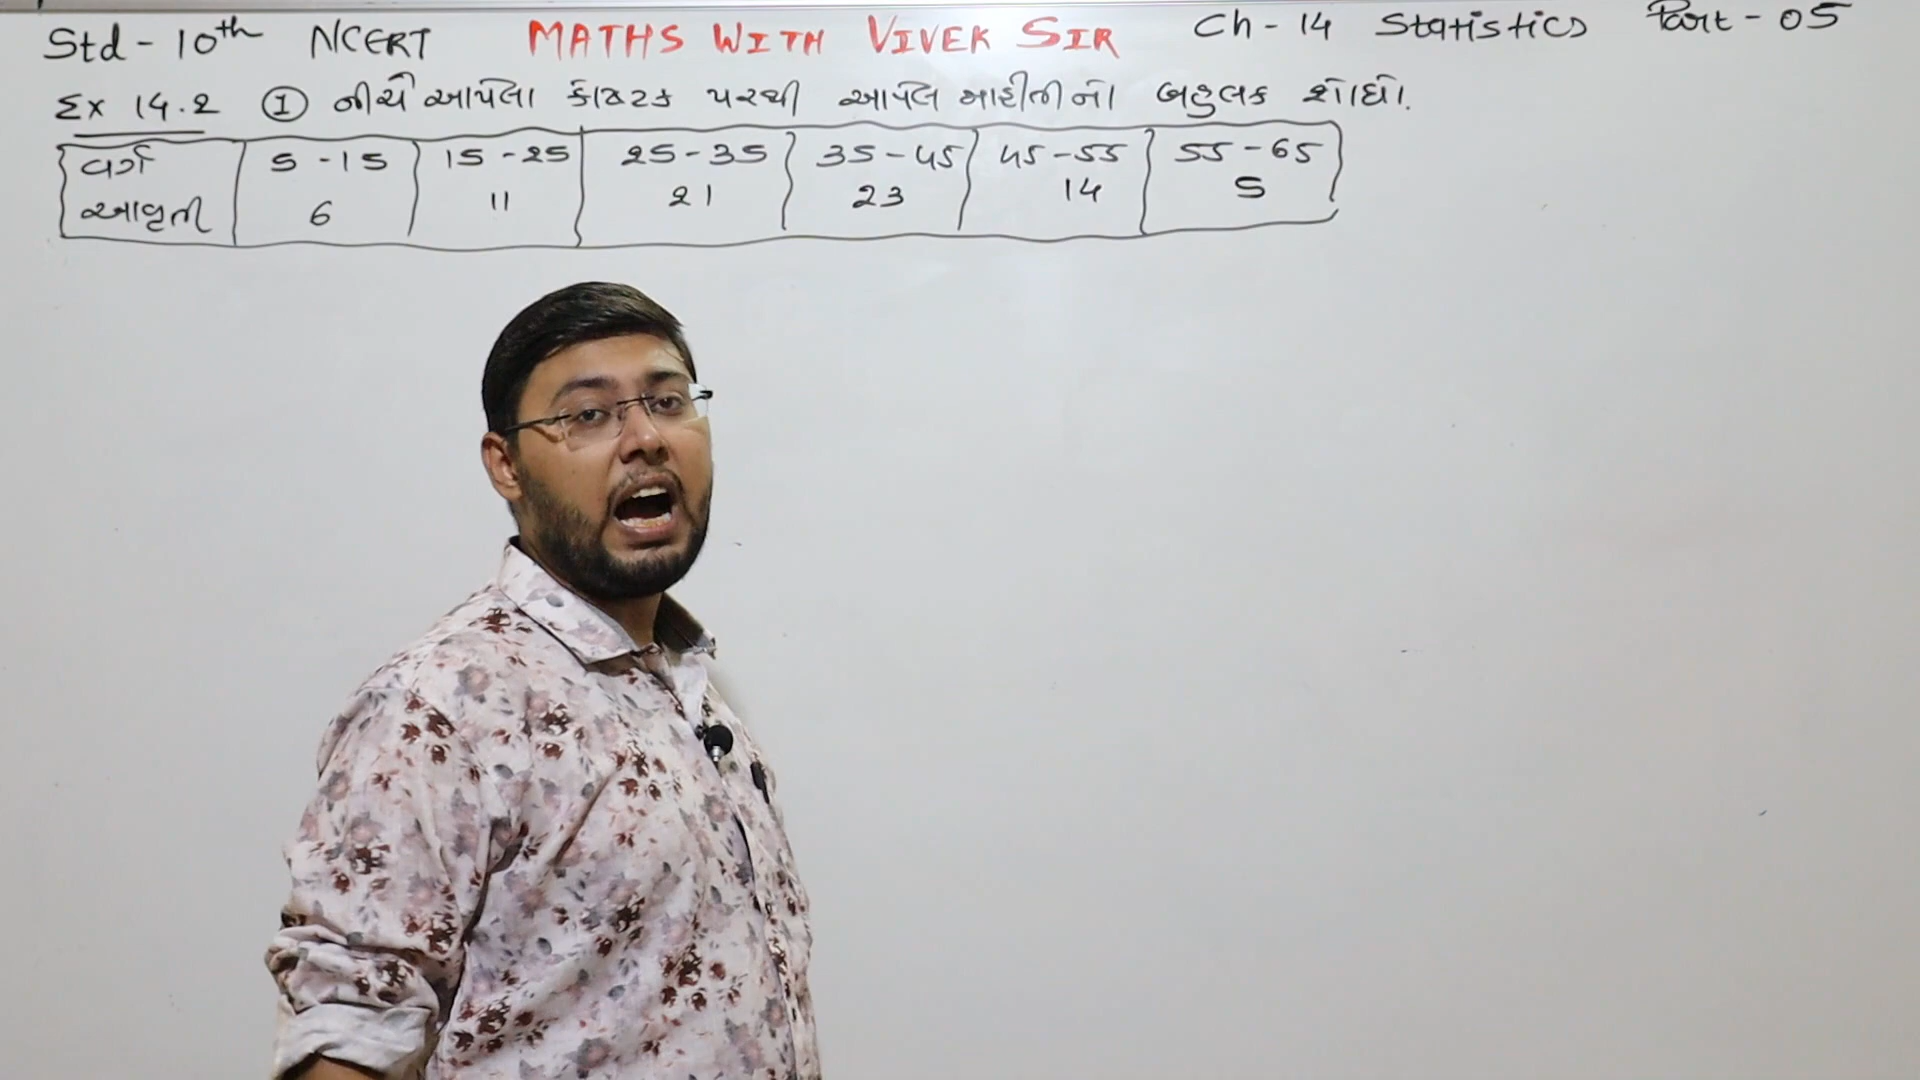 Std - 10th NCERT MATHS WITH VIVEK SIR Ch - 14 Statistics Part - 05
Ex 14.2 ① નીચે આપેલા કોષ્ટક પરથી આપેલ માહીતીનો બહુલક શોધો.
વર્ગ 5 - 15 15 - 25 25 - 35 35 - 45 45 - 55 55 - 65
આવૃત્તી 6 11 21 23 14 5